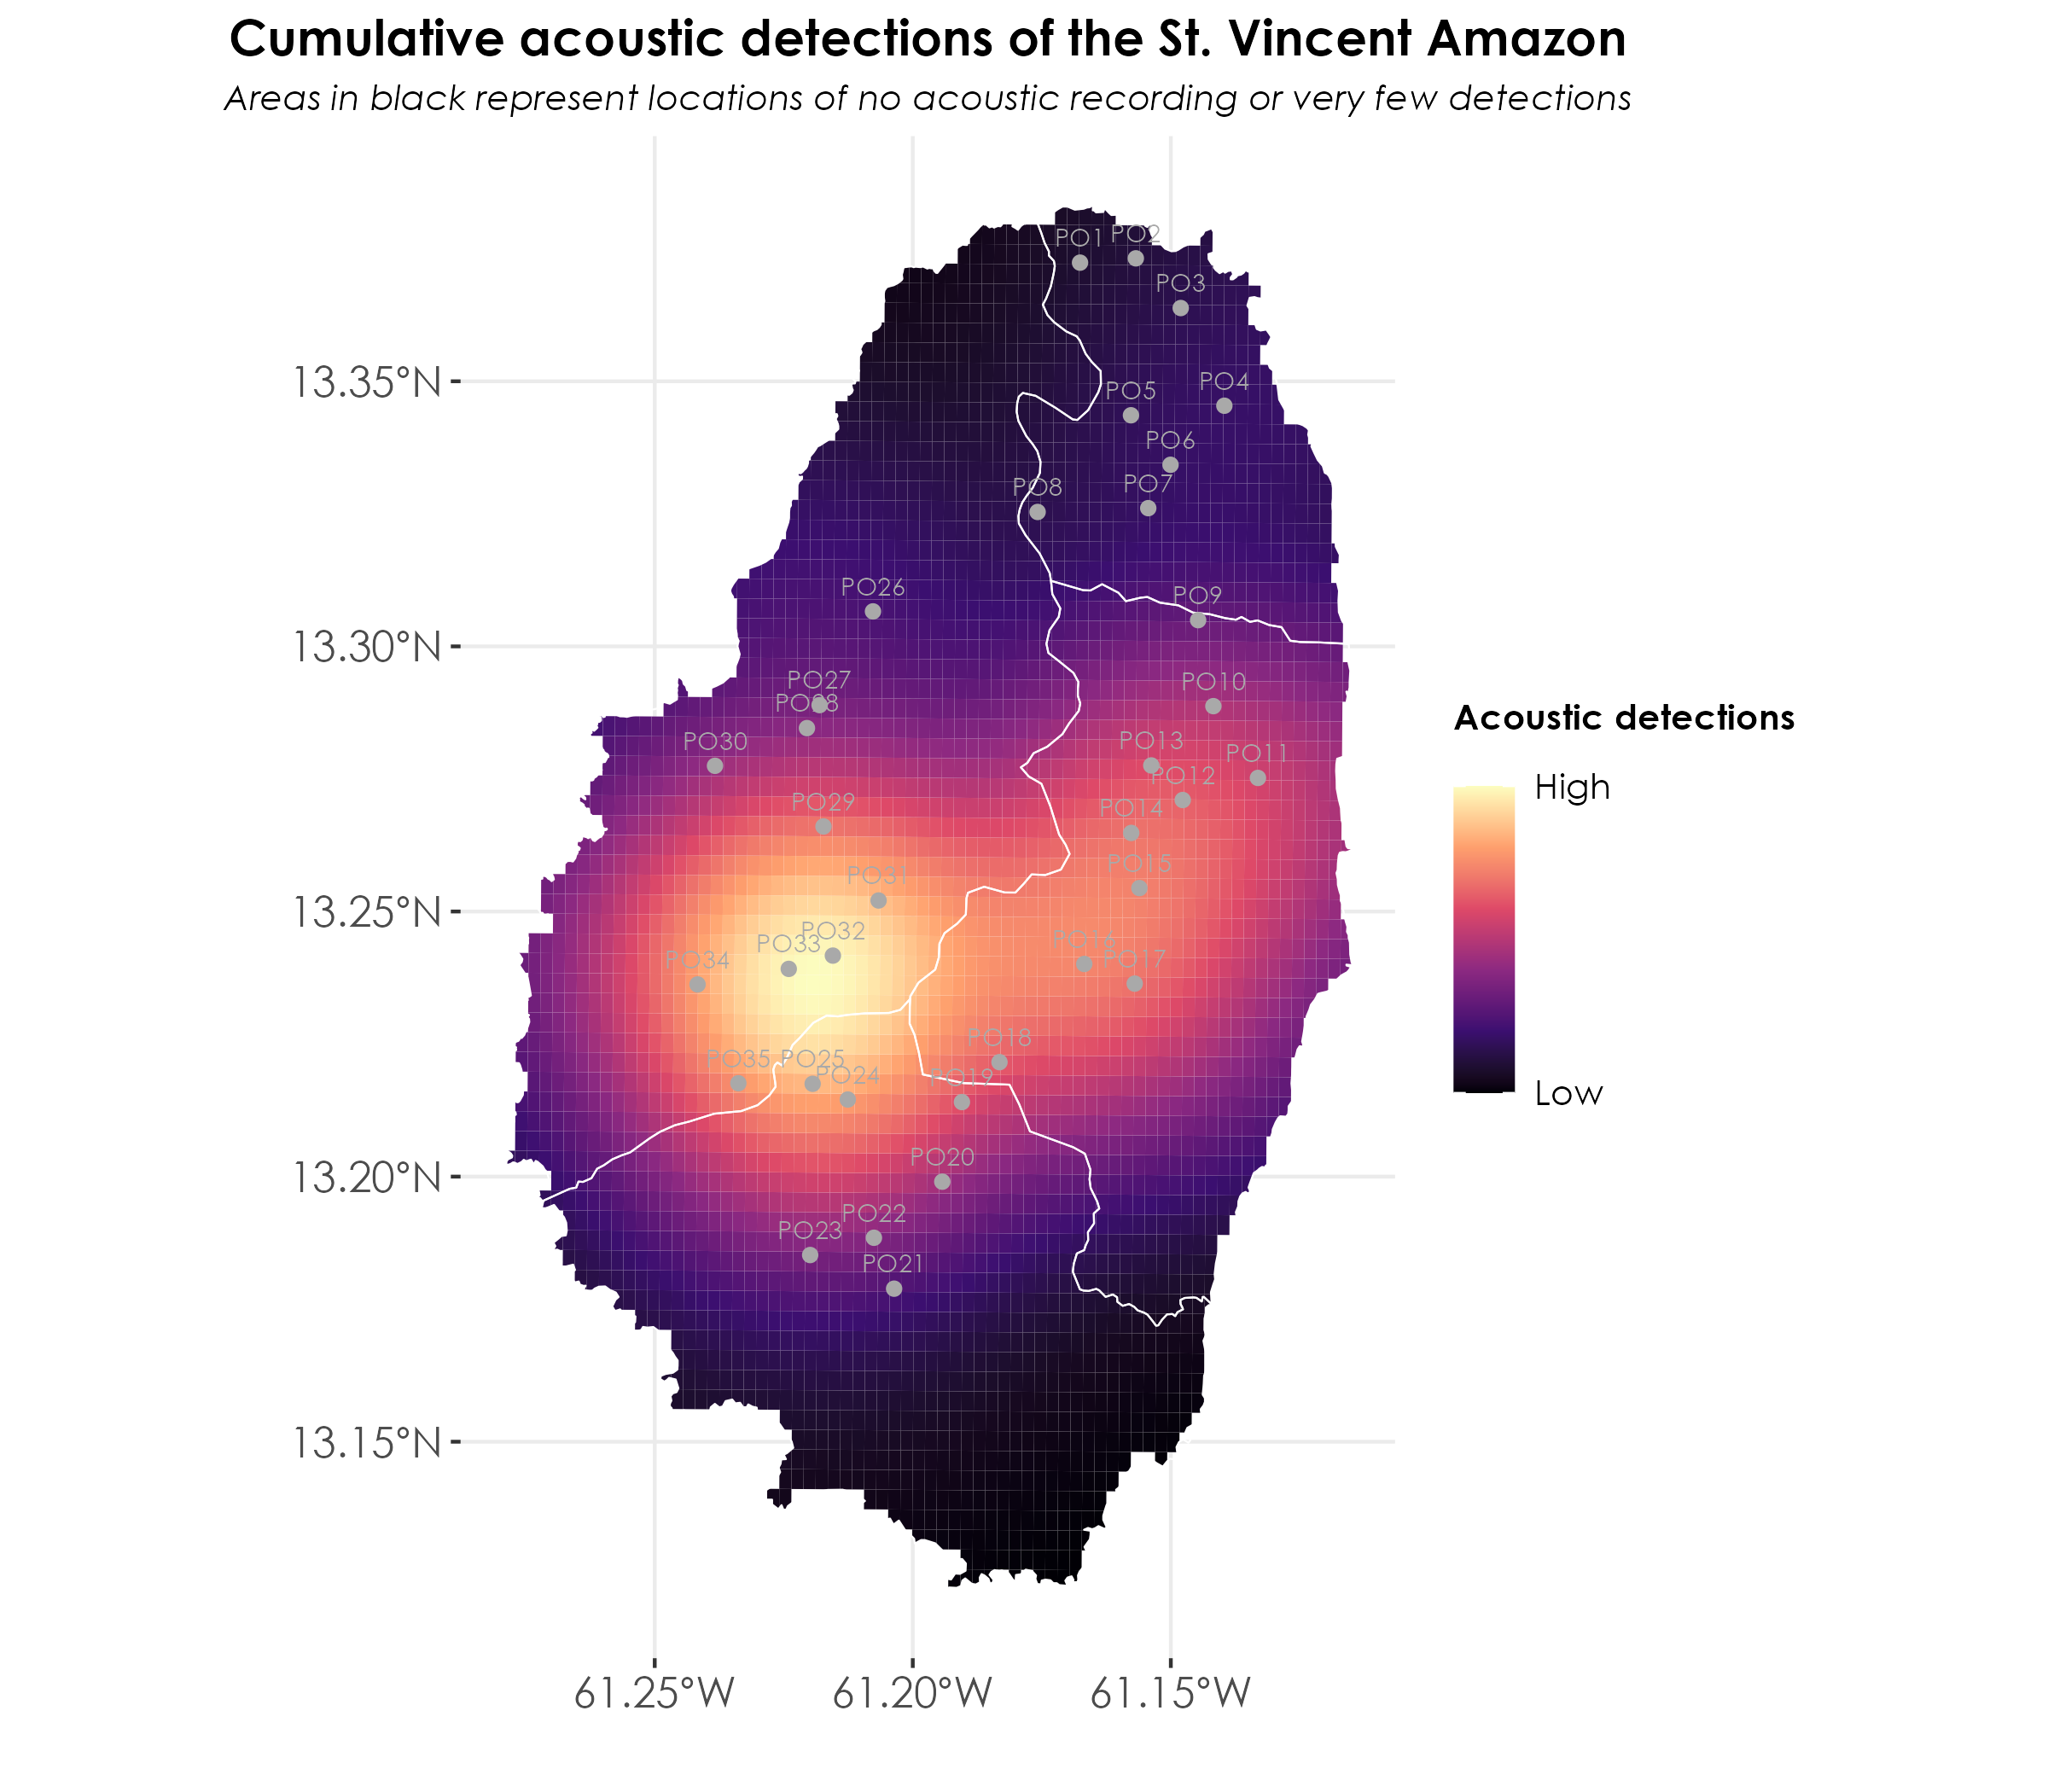 Cumulative acoustic detections of the St. Vincent Amazon
Areas in black represent locations of no acoustic recording or very few detections
PO1
PO2
PO3
13.35°N
PO4
PO5
PO6
PO7
PO8
PO26
PO9
13.30°N
PO27
PO10
PO28
Acoustic detections
PO30
PO13
PO11
PO12
High
PO29
PO14
PO15
PO31
13.25°N
PO32
PO33
PO16
PO34
PO17
PO18
PO35
PO25
PO24
PO19
Low
PO20
13.20°N
PO22
PO23
PO21
13.15°N
61.25°W
61.20°W
61.15°W